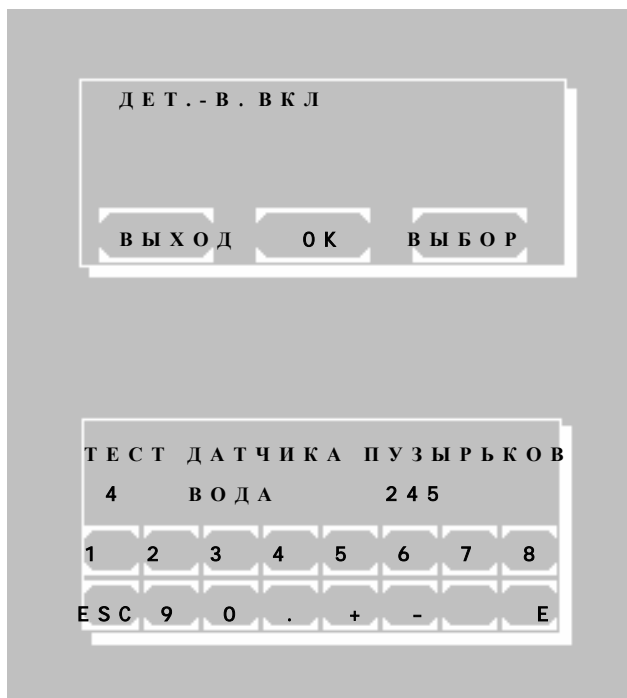 ДЕТ.-В. ВКЛ
ВЫХОД OK ВЫБОР
ТЕСТ ДАТЧИКА ПУЗЫРЬКОВ
4 ВОДА 245
1 2 3 4 5 6 7 8
ESC 9 0 . + - E